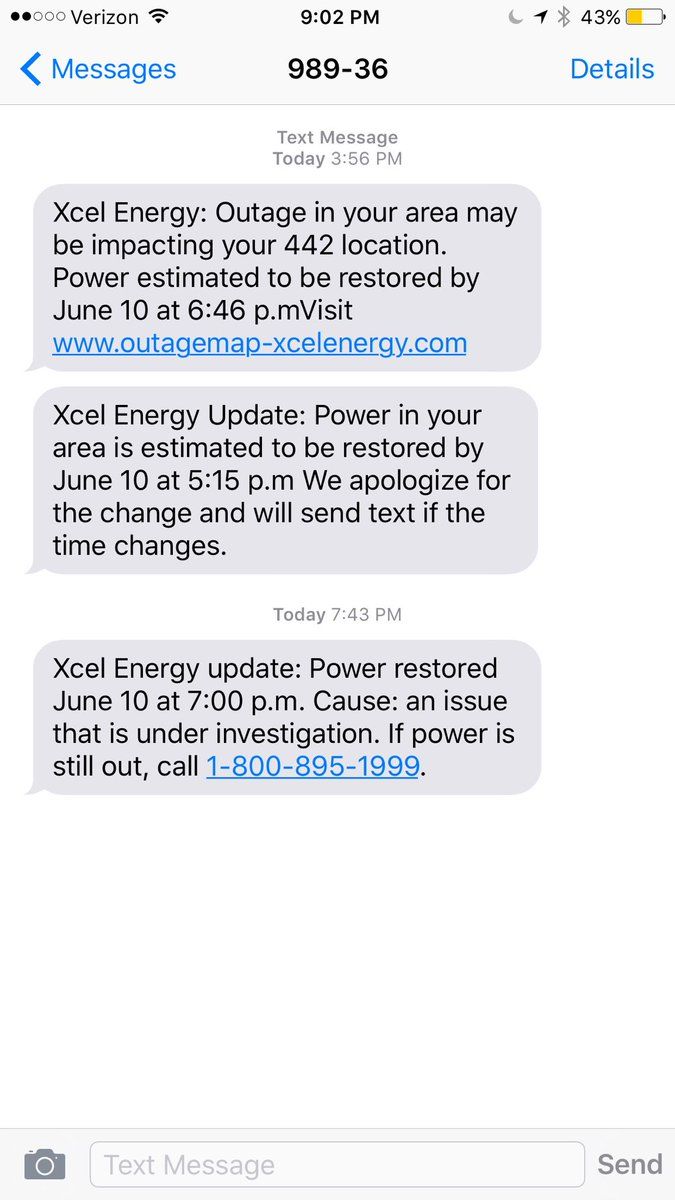 Verizon 9:02 PM 43%
Messages 989-36 Details
Text Message
Today 3:56 PM
Xcel Energy: Outage in your area may
be impacting your 442 location.
Power estimated to be restored by
June 10 at 6:46 p.mVisit
www.outagemap-xcelenergy.com
Xcel Energy Update: Power in your
area is estimated to be restored by
June 10 at 5:15 p.m We apologize for
the change and will send text if the
time changes.
Today 7:43 PM
Xcel Energy update: Power restored
June 10 at 7:00 p.m. Cause: an issue
that is under investigation. If power is
still out, call 1-800-895-1999.
Text Message Send